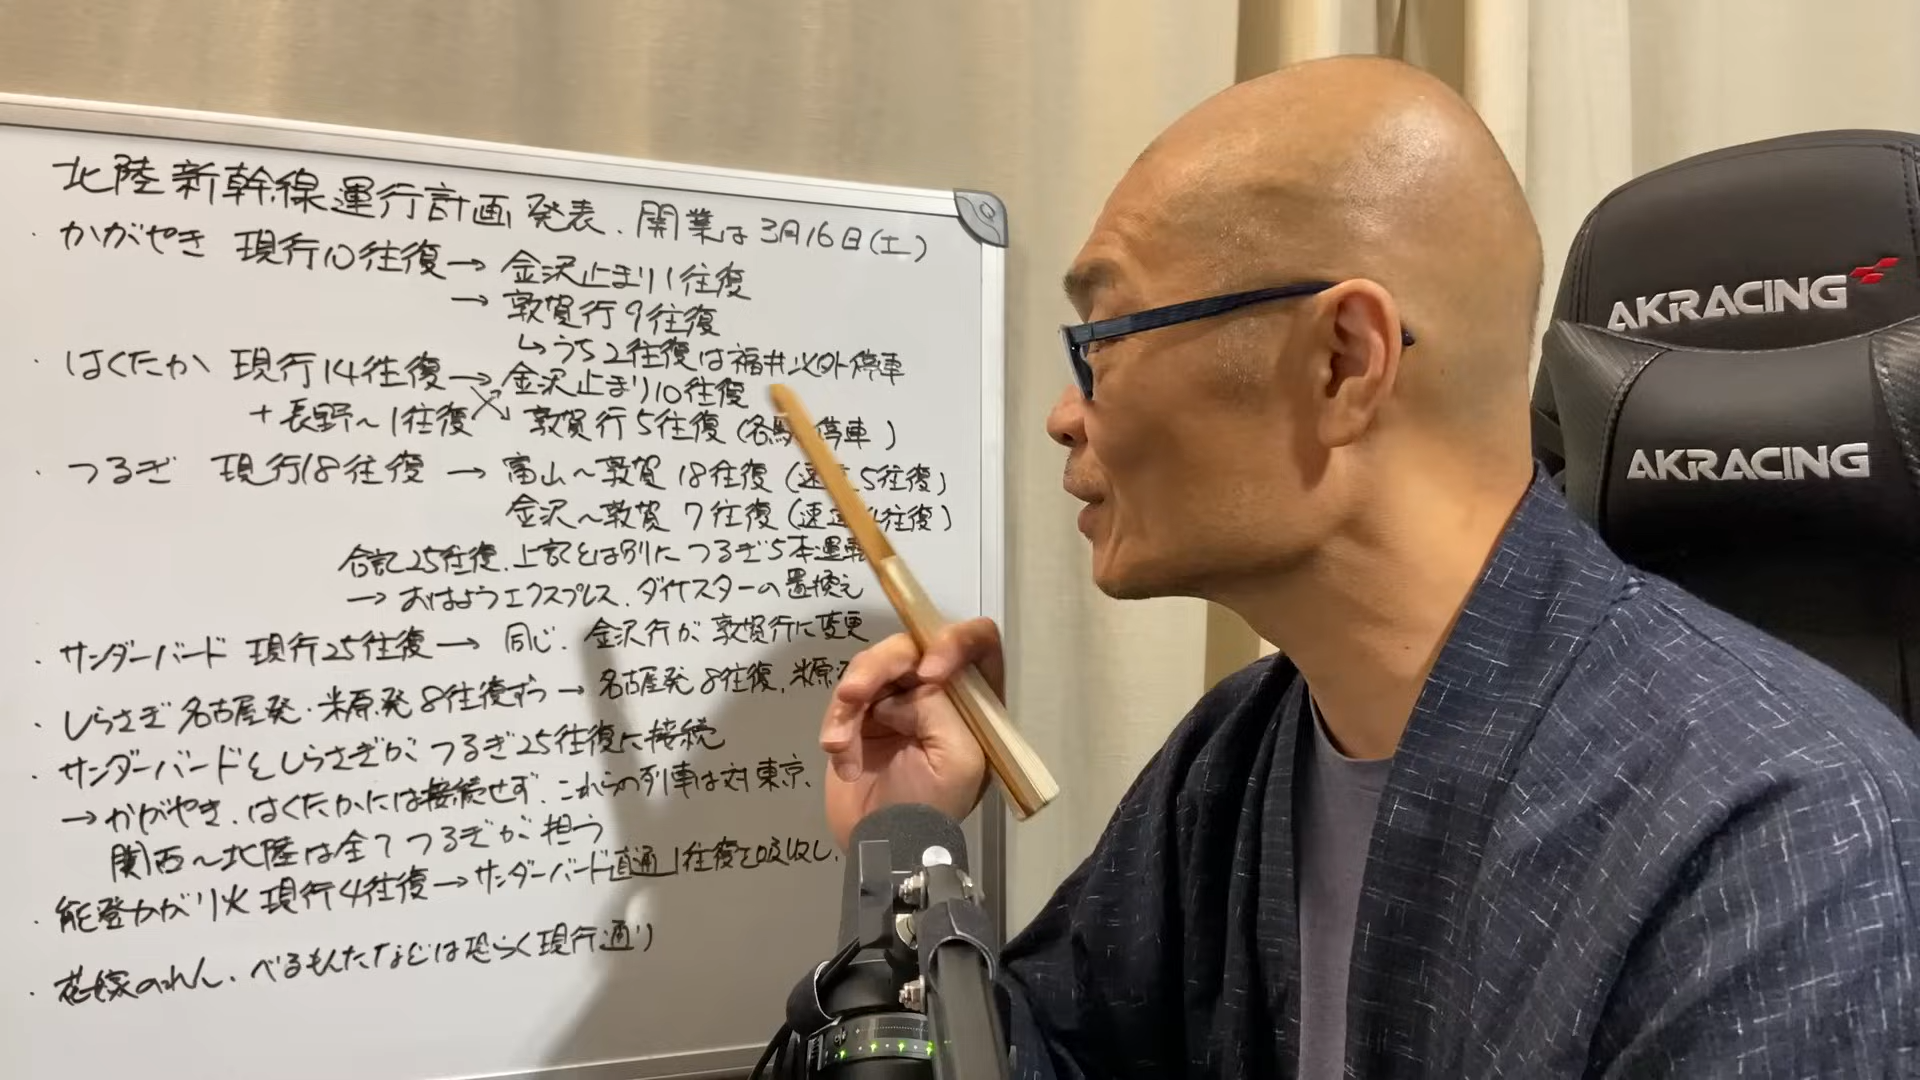 北陸新幹線運行計画発表、開業は3月16日(土)
・かがやき 現行10往復→金沢止まり1往復
→敦賀行9往復
↳うち2往復は福井以外停車
・はくたか 現行14往復→金沢止まり10往復
+長野〜1往復 敦賀行5往復(各駅停車)
・つるぎ 現行18往復→富山〜敦賀18往復(速達5往復)
金沢〜敦賀 7往復(速達4往復)
合記25往復、上記とは別につるぎ5本運転
→おはようエクスプレス、ダイナスターの置換え
・サンダーバード 現行25往復→同じ、金沢行が敦賀行に変更
・しらさぎ 名古屋発・米原発8往復ずつ→名古屋発8往復、米原
・サンダーバードとしらさぎがつるぎ25往復に接続
→かがやき、はくたかには接続せず、これらの列車は対東京、
関西〜北陸は全てつるぎが担う
・能登かがり火 現行4往復→サンダーバード直通1往復を吸収し、
・花嫁のれん、べるもんたなどは恐らく現行通り
AKRACING
AKRACING